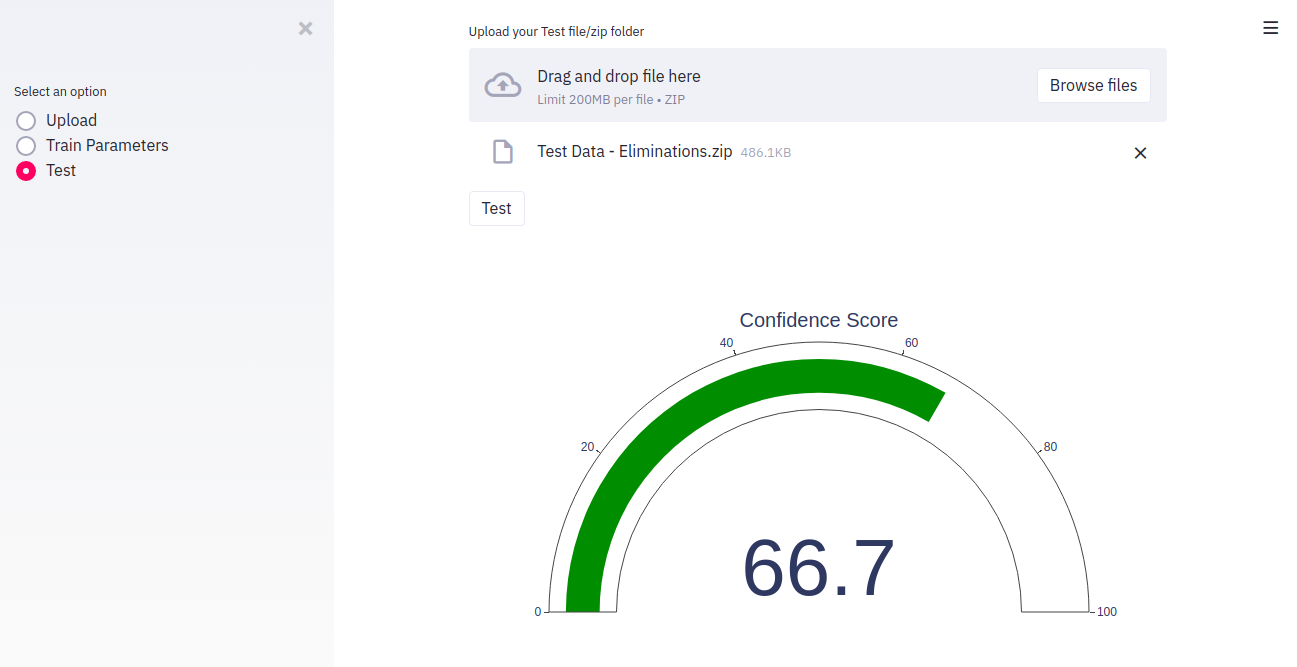 Select an option
Upload
Train Parameters
Test
Upload your Test file/zip folder
Drag and drop file here
Limit 200MB per file • ZIP
Browse files
Test Data - Eliminations.zip 486.1KB
Test
Confidence Score
0
20
40
60
80
100
66.7